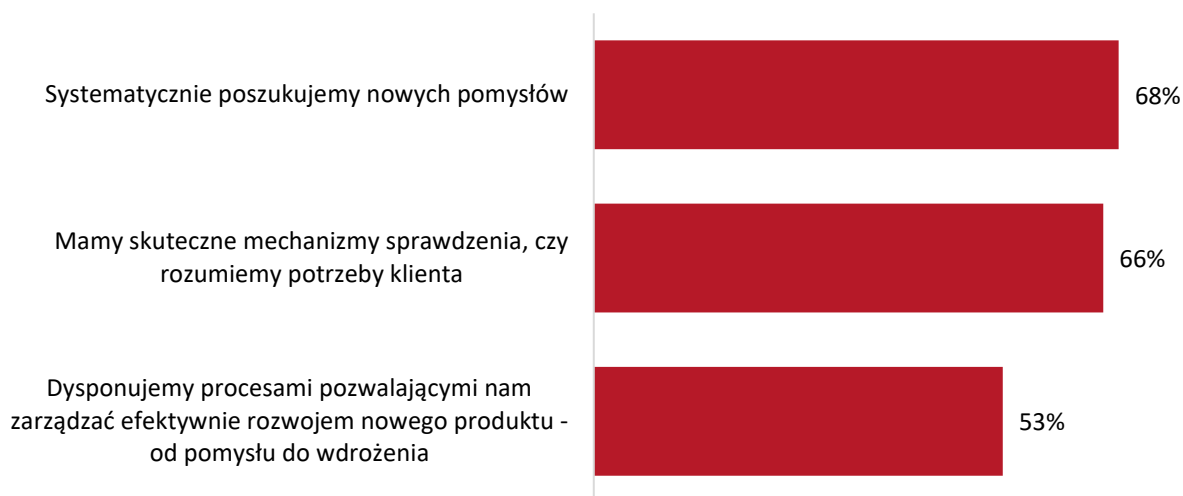 Systematycznie poszukujemy nowych pomysłów
68%
Mamy skuteczne mechanizmy sprawdzenia, czy
rozumiemy potrzeby klienta
66%
Dysponujemy procesami pozwalającymi nam
zarządzać efektywnie rozwojem nowego produktu -
od pomysłu do wdrożenia
53%